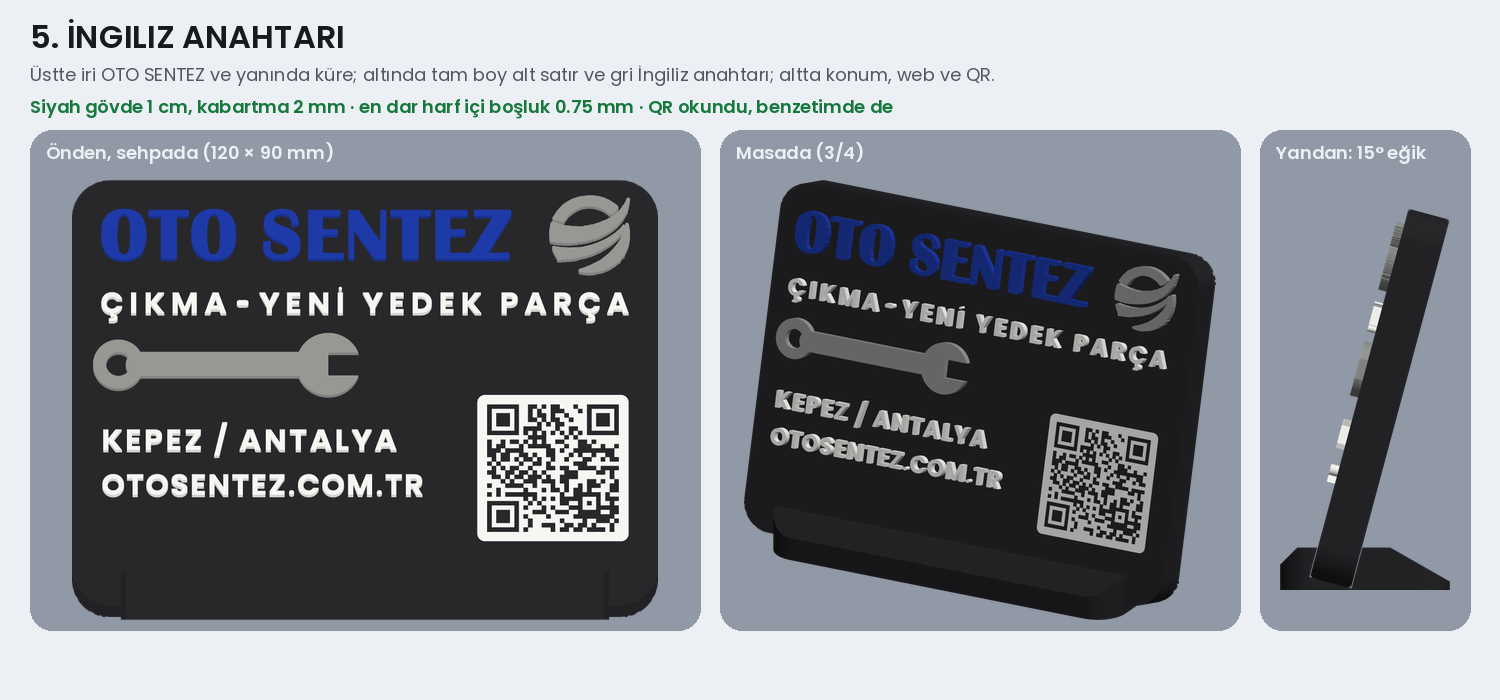 5. İNGILIZ ANAHTARI
Üstte iri OTO SENTEZ ve yanında küre; altında tam boy alt satır ve gri İngiliz anahtarı; altta konum, web ve QR.
Siyah gövde 1 cm, kabartma 2 mm · en dar harf içi boşluk 0.75 mm · QR okundu, benzetimde de
Önden, sehpada (120 × 90 mm)
OTO SENTEZ
ÇIKMA-YENİ YEDEK PARÇA
KEPEZ / ANTALYA
OTOSENTEZ.COM.TR
Masada (3/4)
OTO SENTEZ
ÇIKMA-YENİ YEDEK PARÇA
KEPEZ / ANTALYA
OTOSENTEZ.COM.TR
Yandan: 15° eğik